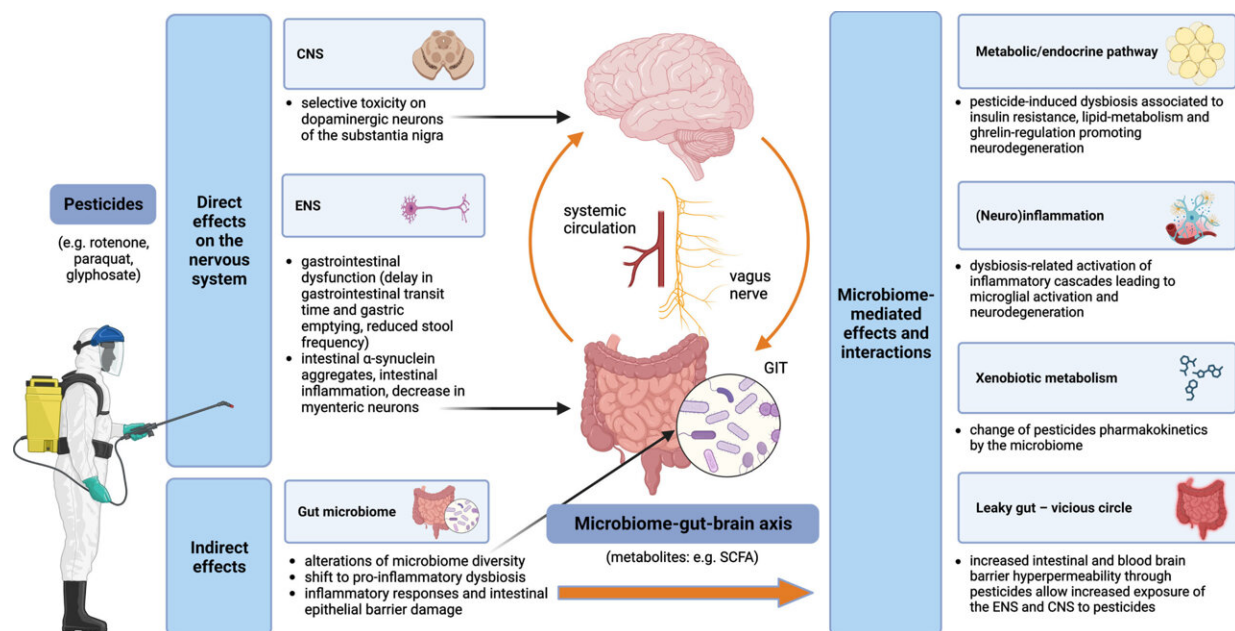 Pesticides
(e.g. rotenone,
paraquat,
glyphosate)
Direct
effects
on the
nervous
system
CNS
• selective toxicity on
dopaminergic neurons
of the substantia nigra
ENS
• gastrointestinal
dysfunction (delay in
gastrointestinal transit
time and gastric
emptying, reduced stool
frequency)
• intestinal α-synuclein
aggregates, intestinal
inflammation, decrease in
myenteric neurons
Indirect
effects
Gut microbiome
• alterations of microbiome diversity
• shift to pro-inflammatory dysbiosis
• inflammatory responses and intestinal
epithelial barrier damage
systemic
circulation
vagus
nerve
GIT
Microbiome-gut-brain axis
(metabolites: e.g. SCFA)
Microbiome-
mediated
effects and
interactions
Metabolic/endocrine pathway
• pesticide-induced dysbiosis associated to
insulin resistance, lipid-metabolism and
ghrelin-regulation promoting
neurodegeneration
(Neuro)inflammation
• dysbiosis-related activation of
inflammatory cascades leading to
microglial activation and
neurodegeneration
Xenobiotic metabolism
• change of pesticides pharmakokinetics
by the microbiome
Leaky gut – vicious circle
• increased intestinal and blood brain
barrier hyperpermeability through
pesticides allow increased exposure of
the ENS and CNS to pesticides